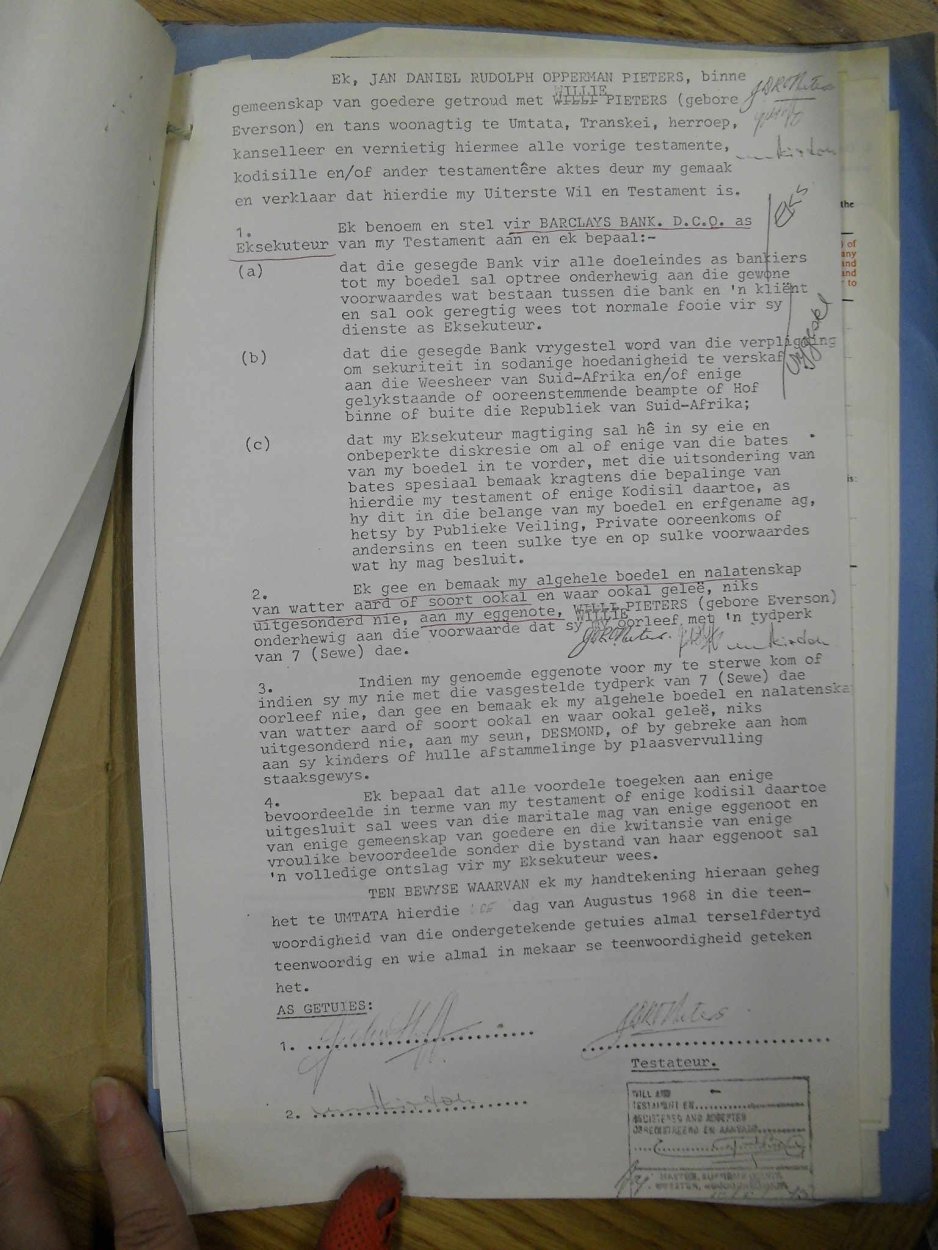 Ek, JAN DANIEL RUDOLPH OPPERMAN PIETERS, binne
WILLIE
gemeenskap van goedere getroud met PIETERS (gebore
Everson) en tans woonagtig te Umtata, Transkei, herroep,
kanselleer en vernietig hiermee alle vorige testamente,
kodisille en/of ander testamentêre aktes deur my gemaak
en verklaar dat hierdie my Uiterste Wil en Testament is.
1. Ek benoem en stel vir BARCLAYS BANK. D.C.O. as
Eksekuteur van my Testament aan en ek bepaal:-
(a) dat die gesegde Bank vir alle doeleindes as bankiers
tot my boedel sal optree onderhewig aan die gewone
voorwaardes wat bestaan tussen die bank en 'n kliënt
en sal ook geregtig wees tot normale fooie vir sy
dienste as Eksekuteur.
(b) dat die gesegde Bank vrygestel word van die verpligting
om sekuriteit in sodanige hoedanigheid te verskaf
aan die Weesheer van Suid-Afrika en/of enige
gelykstaande of ooreenstemmende beampte of Hof
binne of buite die Republiek van Suid-Afrika;
(c) dat my Eksekuteur magtiging sal hê in sy eie en
onbeperkte diskresie om al of enige van die bates
van my boedel in te vorder, met die uitsondering van
bates spesiaal bemaak kragtens die bepalinge van
hierdie my testament of enige Kodisil daartoe, as
hy dit in die belange van my boedel en erfgename ag,
hetsy by Publieke Veiling, Private ooreenkoms of
andersins en teen sulke tye en op sulke voorwaardes
wat hy mag besluit.
2. Ek gee en bemaak my algehele boedel en nalatenskap
van watter aard of soort ookal en waar ookal geleë, niks
uitgesonderd nie, aan my eggenote, WILLIE PIETERS (gebore Everson)
onderhewig aan die voorwaarde dat sy my oorleef met 'n tydperk
van 7 (Sewe) dae.
3. Indien my genoemde eggenote voor my te sterwe kom of
indien sy my nie met die vasgestelde tydperk van 7 (Sewe) dae
oorleef nie, dan gee en bemaak ek my algehele boedel en nalatenska
van watter aard of soort ookal en waar ookal geleë, niks
uitgesonderd nie, aan my seun, DESMOND, of by gebreke aan hom
aan sy kinders of hulle afstammelinge by plaasvervulling
staaksgewys.
4. Ek bepaal dat alle voordele toegeken aan enige
bevoordeelde in terme van my testament of enige kodisil daartoe
uitgesluit sal wees van die maritale mag van enige eggenoot en
van enige gemeenskap van goedere en die kwitansie van enige
vroulike bevoordeelde sonder die bystand van haar eggenoot sal
'n volledige ontslag vir my Eksekuteur wees.
TEN BEWYSE WAARVAN ek my handtekening hieraan geheg
het te UMTATA hierdie dag van Augustus 1968 in die teen-
woordigheid van die ondergetekende getuies almal terselfdertyd
teenwoordig en wie almal in mekaar se teenwoordigheid geteken
het.
AS GETUIES:
1.
Testateur.
2.
WILL AND
TESTAMENT EN
REGISTERED AND ACCEPTED
GEREGISTREER EN AANVAAR
the
of
any
and
and
to
is